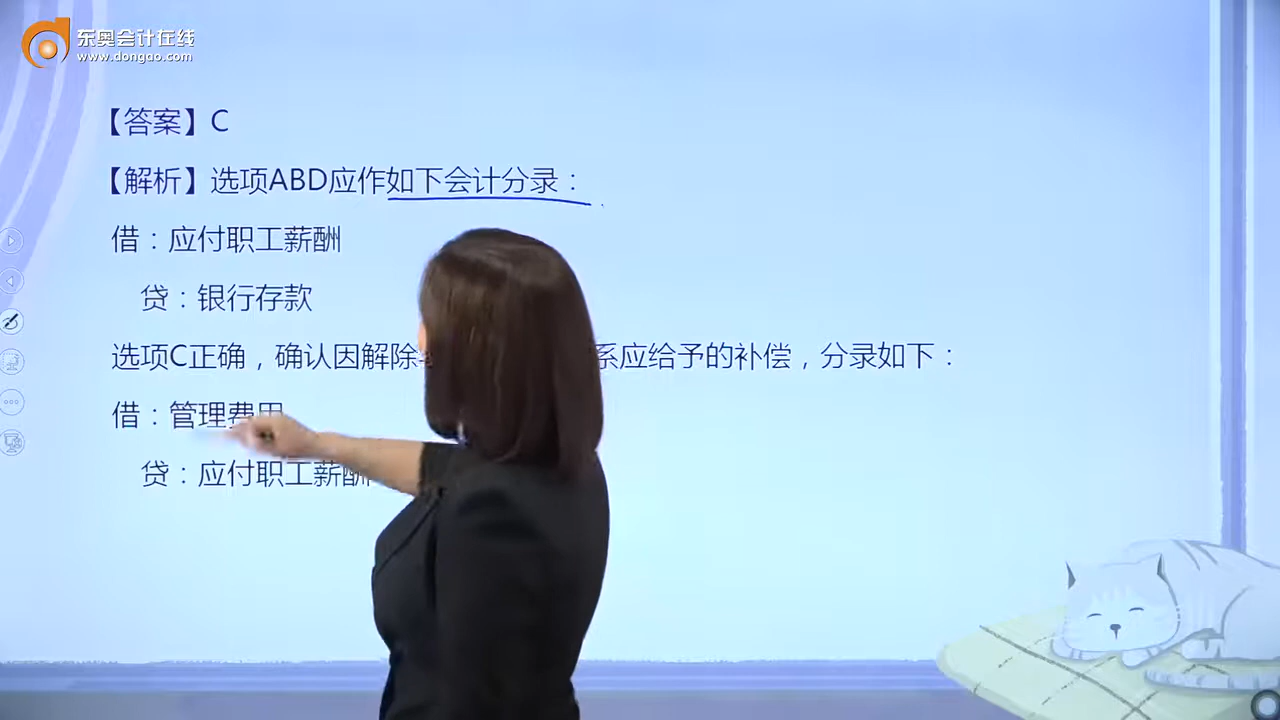 东奥会计在线
www.dongao.com
【答案】C
【解析】选项ABD应作如下会计分录：
借：应付职工薪酬
贷：银行存款
选项C正确，确认因解除 系应给予的补偿，分录如下：
借：管理费用
贷：应付职工薪酬